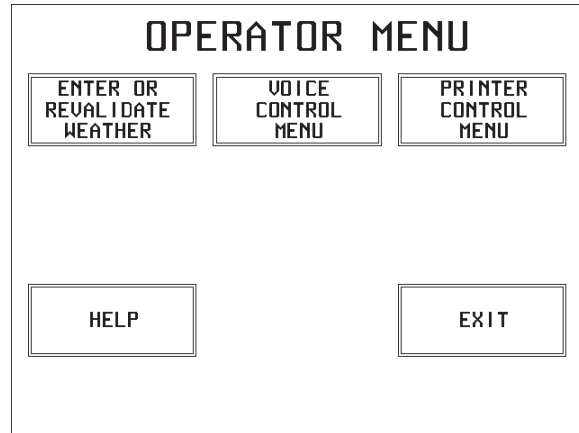 OPERATOR MENU
ENTER OR
REVALIDATE
WEATHER
VOICE
CONTROL
MENU
PRINTER
CONTROL
MENU
HELP
EXIT